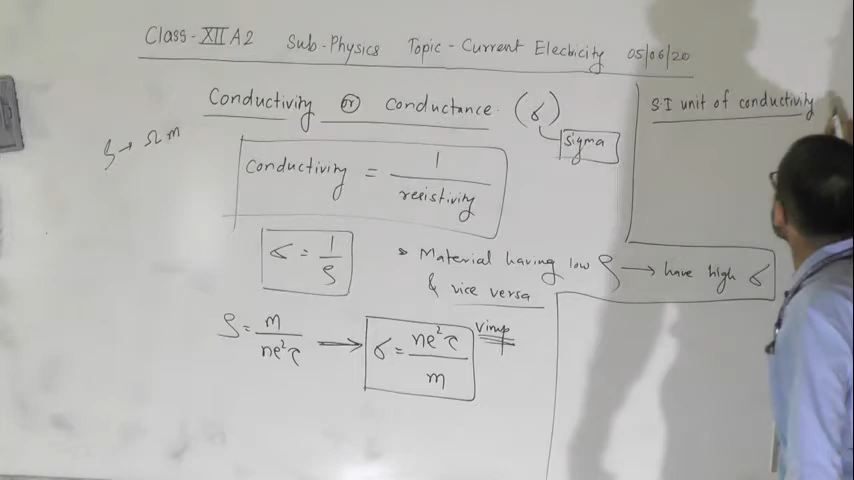 Class-XII A2 Sub-Physics Topic-Current Elecbicity 05/06/20
Conductivity or Conductance (σ)
sigma
S.I unit of conductivity
ρ→ Ωm
Conductivity = 1/resistivity
σ = 1/ρ
• Material having low ρ → have high σ
& vice versa
ρ = m/ne²τ → σ = ne²τ/m
Vimp